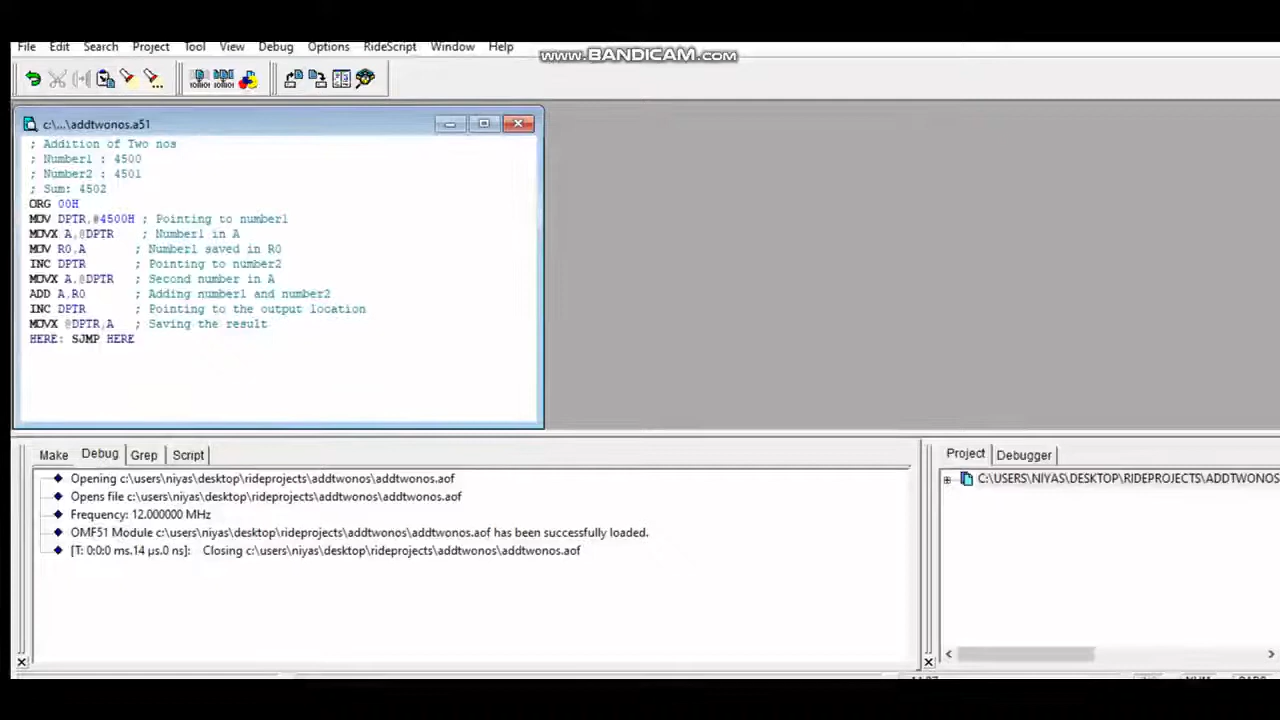 File Edit Search Project Tool View Debug Options RideScript Window Help
www.BANDICAM.com
c:\...\addtwonos.a51
; Addition of Two nos
; Number1 : 4500
; Number2 : 4501
; Sum: 4502
ORG 00H
MOV DPTR,#4500H ; Pointing to number1
MOVX A,@DPTR ; Number1 in A
MOV R0,A ; Number1 saved in R0
INC DPTR ; Pointing to number2
MOVX A,@DPTR ; Second number in A
ADD A,R0 ; Adding number1 and number2
INC DPTR ; Pointing to the output location
MOVX @DPTR,A ; Saving the result
HERE: SJMP HERE
Make Debug Grep Script
Opening c:\users\niyas\desktop\rideprojects\addtwonos\addtwonos.aof
Opens file c:\users\niyas\desktop\rideprojects\addtwonos\addtwonos.aof
Frequency: 12.000000 MHz
OMF51 Module c:\users\niyas\desktop\rideprojects\addtwonos\addtwonos.aof has been successfully loaded.
[T: 0:0:0 ms.14 µs.0 ns]: Closing c:\users\niyas\desktop\rideprojects\addtwonos\addtwonos.aof
Project Debugger
C:\USERS\NIYAS\DESKTOP\RIDEPROJECTS\ADDTWONOS